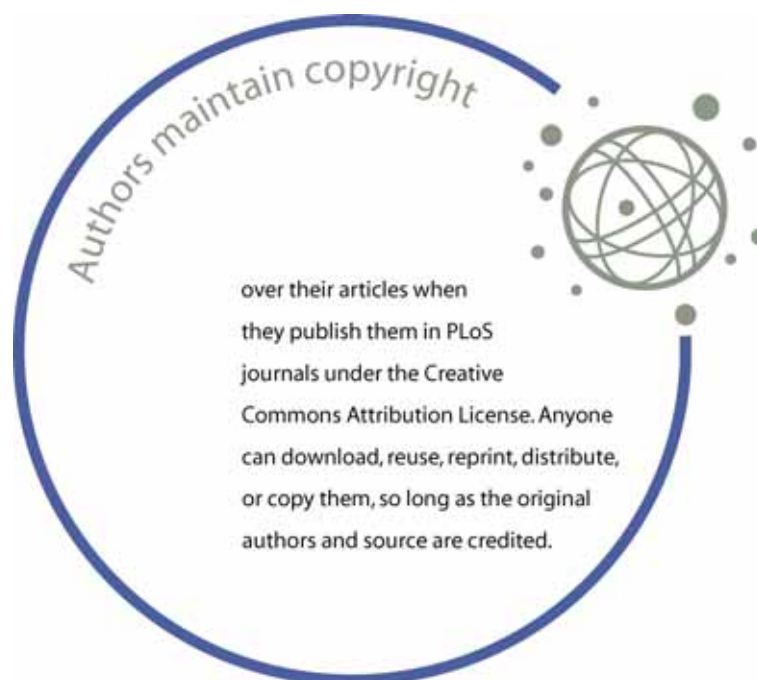 Authors maintain copyright
over their articles when
they publish them in PLoS
journals under the Creative
Commons Attribution License. Anyone
can download, reuse, reprint, distribute,
or copy them, so long as the original
authors and source are credited.